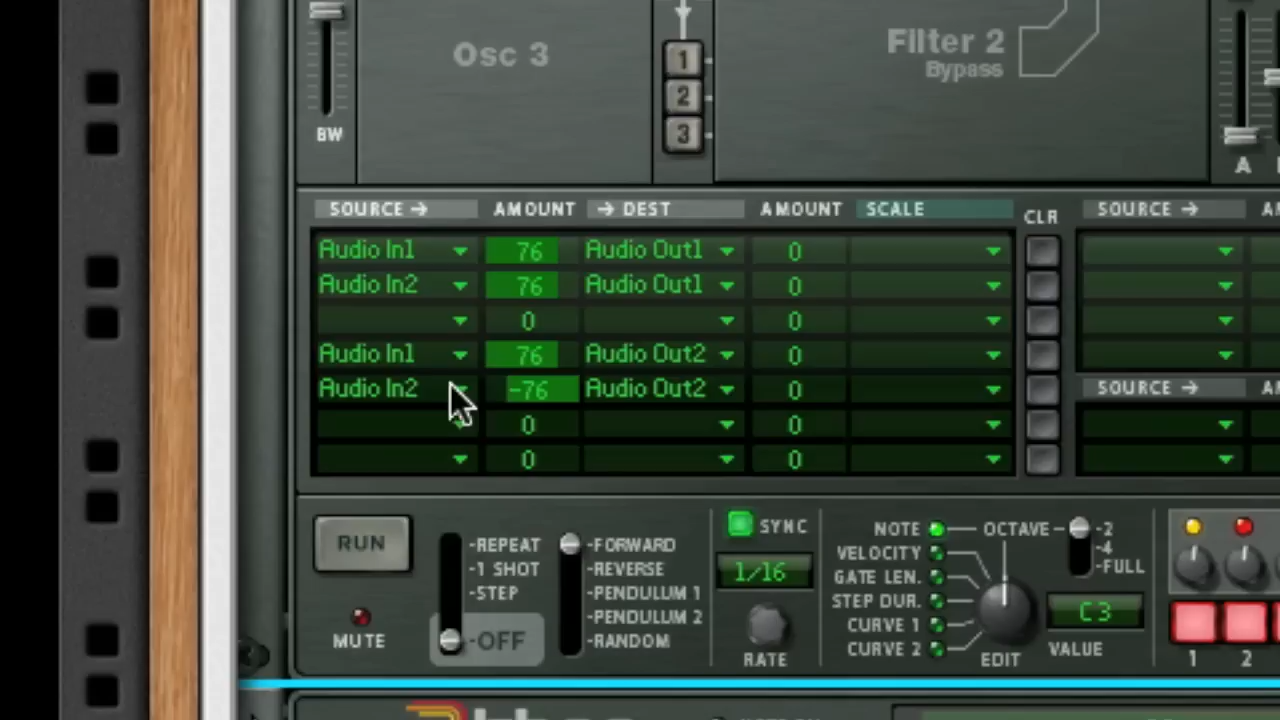 Osc 3
Filter 2
Bypass
1
2
3
BW
A
SOURCE → AMOUNT → DEST AMOUNT SCALE CLR SOURCE →
Audio In1 76 Audio Out1 0
Audio In2 76 Audio Out1 0
0 0
Audio In1 76 Audio Out2 0
Audio In2 -76 Audio Out2 0 SOURCE →
0 0
0 0
RUN
MUTE
-REPEAT
-1 SHOT
-STEP
-OFF
-FORWARD
-REVERSE
-PENDULUM 1
-PENDULUM 2
-RANDOM
SYNC
1/16
RATE
NOTE
VELOCITY
GATE LEN.
STEP DUR.
CURVE 1
CURVE 2
OCTAVE
-2
-4
-FULL
EDIT
C 3
VALUE
1 2